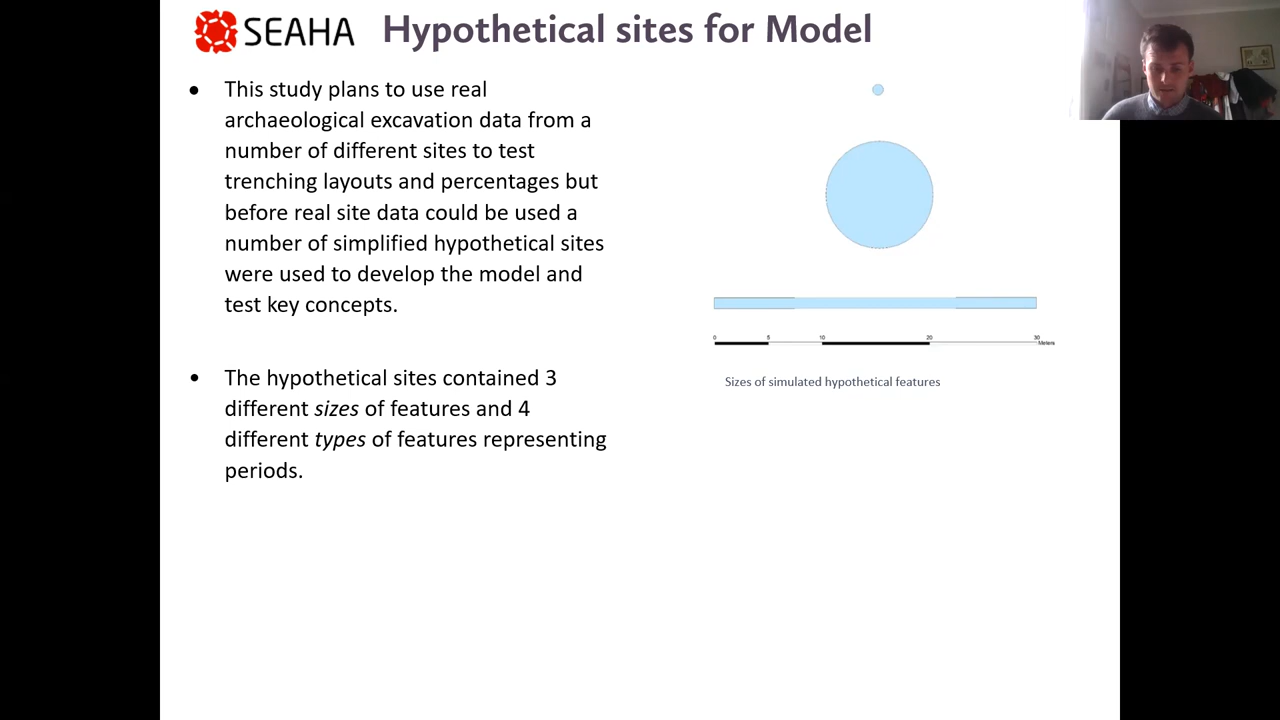 SEAHA
Hypothetical sites for Model
• This study plans to use real
archaeological excavation data from a
number of different sites to test
trenching layouts and percentages but
before real site data could be used a
number of simplified hypothetical sites
were used to develop the model and
test key concepts.
• The hypothetical sites contained 3
different sizes of features and 4
different types of features representing
periods.
0 5 10 20 30
Meters
Sizes of simulated hypothetical features